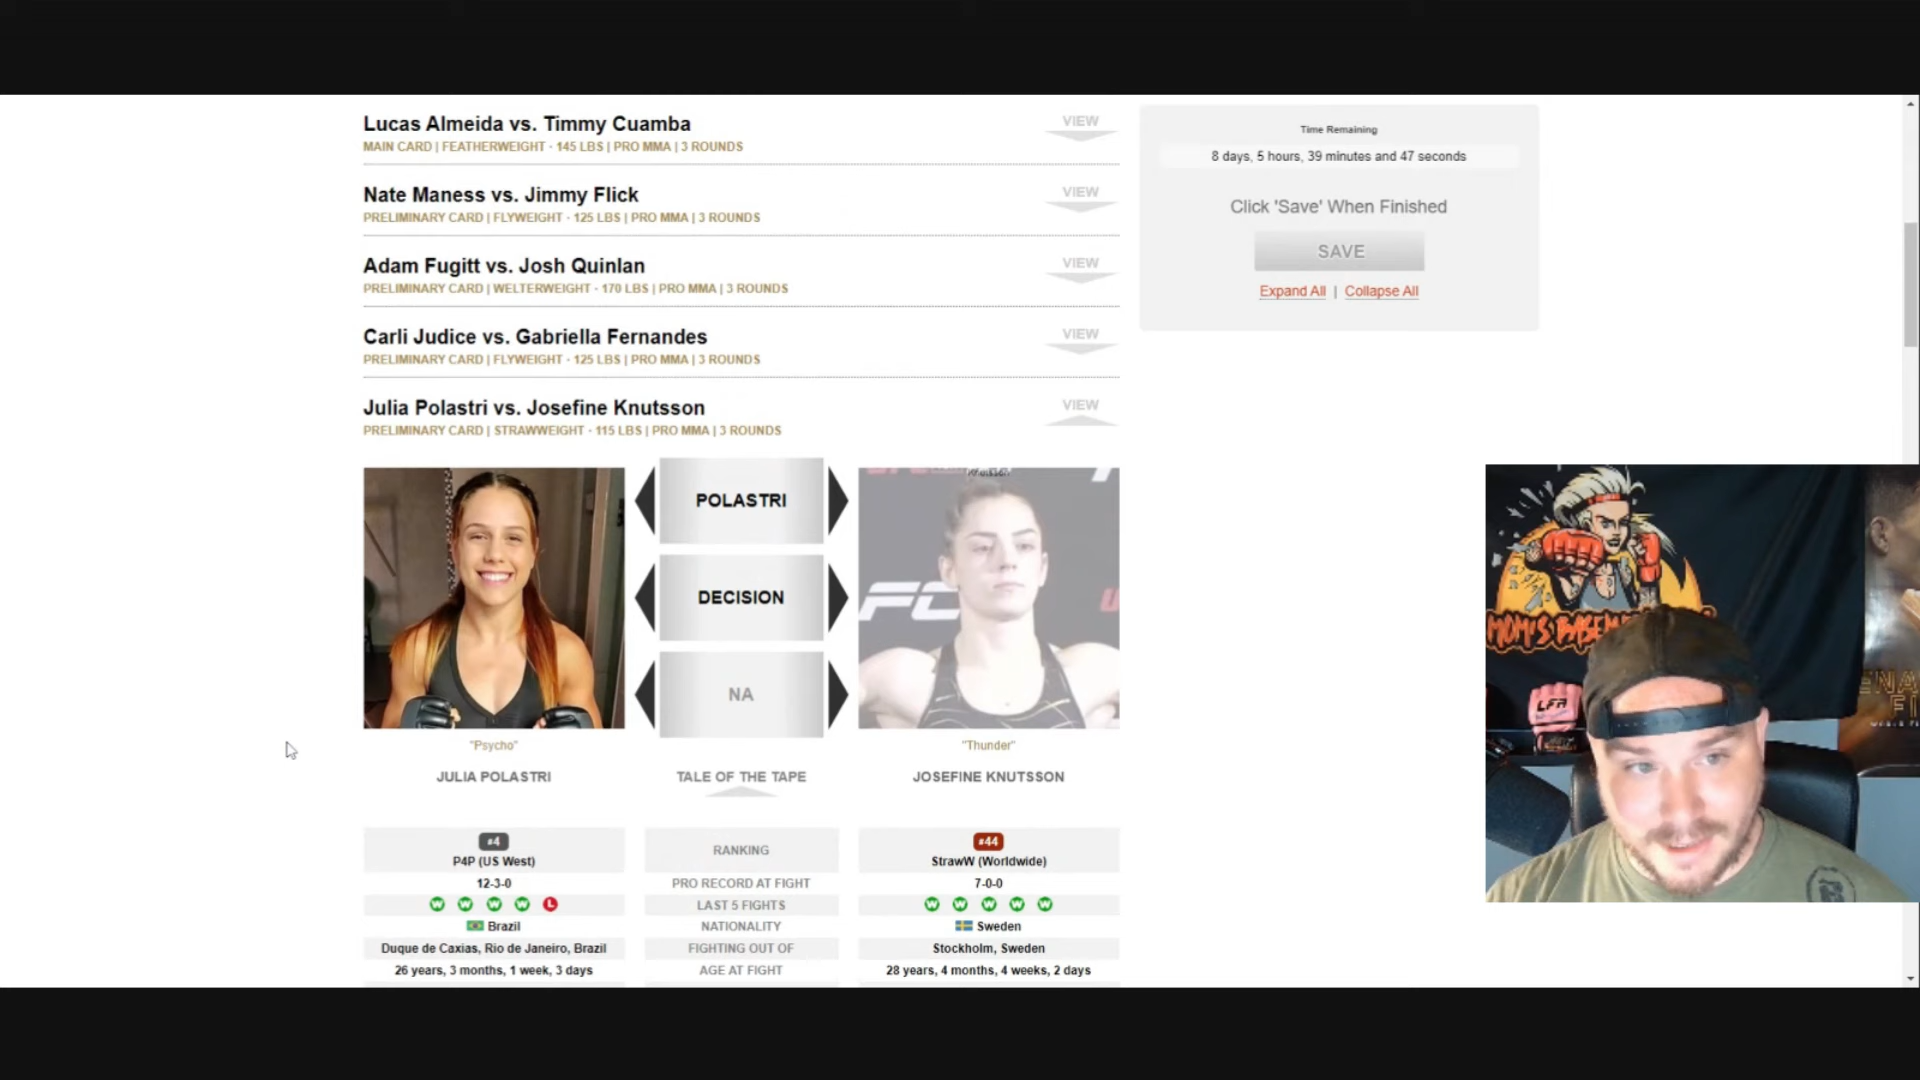 Lucas Almeida vs. Timmy Cuamba
MAIN CARD | FEATHERWEIGHT · 145 LBS | PRO MMA | 3 ROUNDS
VIEW
Nate Maness vs. Jimmy Flick
PRELIMINARY CARD | FLYWEIGHT · 125 LBS | PRO MMA | 3 ROUNDS
VIEW
Adam Fugitt vs. Josh Quinlan
PRELIMINARY CARD | WELTERWEIGHT · 170 LBS | PRO MMA | 3 ROUNDS
VIEW
Carli Judice vs. Gabriella Fernandes
PRELIMINARY CARD | FLYWEIGHT · 125 LBS | PRO MMA | 3 ROUNDS
VIEW
Julia Polastri vs. Josefine Knutsson
PRELIMINARY CARD | STRAWWEIGHT · 115 LBS | PRO MMA | 3 ROUNDS
VIEW
Time Remaining
8 days, 5 hours, 39 minutes and 47 seconds
Click 'Save' When Finished
SAVE
Expand All | Collapse All
POLASTRI
DECISION
NA
Knutsson
FC
"Psycho"
"Thunder"
JULIA POLASTRI
TALE OF THE TAPE
JOSEFINE KNUTSSON
#4
P4P (US West)
RANKING
#44
StrawW (Worldwide)
12-3-0
PRO RECORD AT FIGHT
7-0-0
W W W W L
LAST 5 FIGHTS
W W W W W
Brazil
NATIONALITY
Sweden
Duque de Caxias, Rio de Janeiro, Brazil
FIGHTING OUT OF
Stockholm, Sweden
26 years, 3 months, 1 week, 3 days
AGE AT FIGHT
28 years, 4 months, 4 weeks, 2 days
MOM'S
LFA